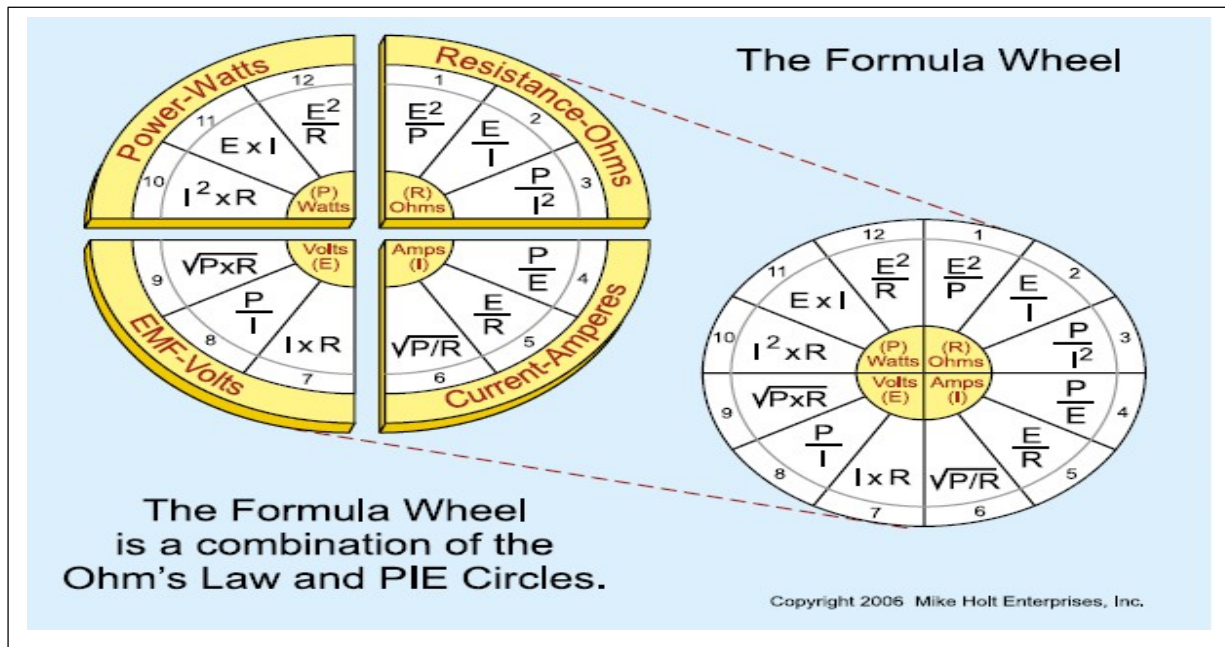 The Formula Wheel
Power-Watts
10
11
12
I² x R
E x I
E²
R
(P)
Watts
Resistance-Ohms
1
2
3
E²
P
E
I
P
I²
(R)
Ohms
EMF-Volts
9
8
7
√PxR
P
I
I x R
Volts
(E)
Current-Amperes
4
5
6
P
E
E
R
√P/R
Amps
(I)
12
1
2
3
4
5
6
7
8
9
10
11
E²
R
E²
P
E
I
P
I²
P
E
E
R
√P/R
I x R
P
I
√PxR
I² x R
E x I
(P)
Watts
(R)
Ohms
Volts
(E)
Amps
(I)
The Formula Wheel
is a combination of the
Ohm's Law and PIE Circles.
Copyright 2006 Mike Holt Enterprises, Inc.